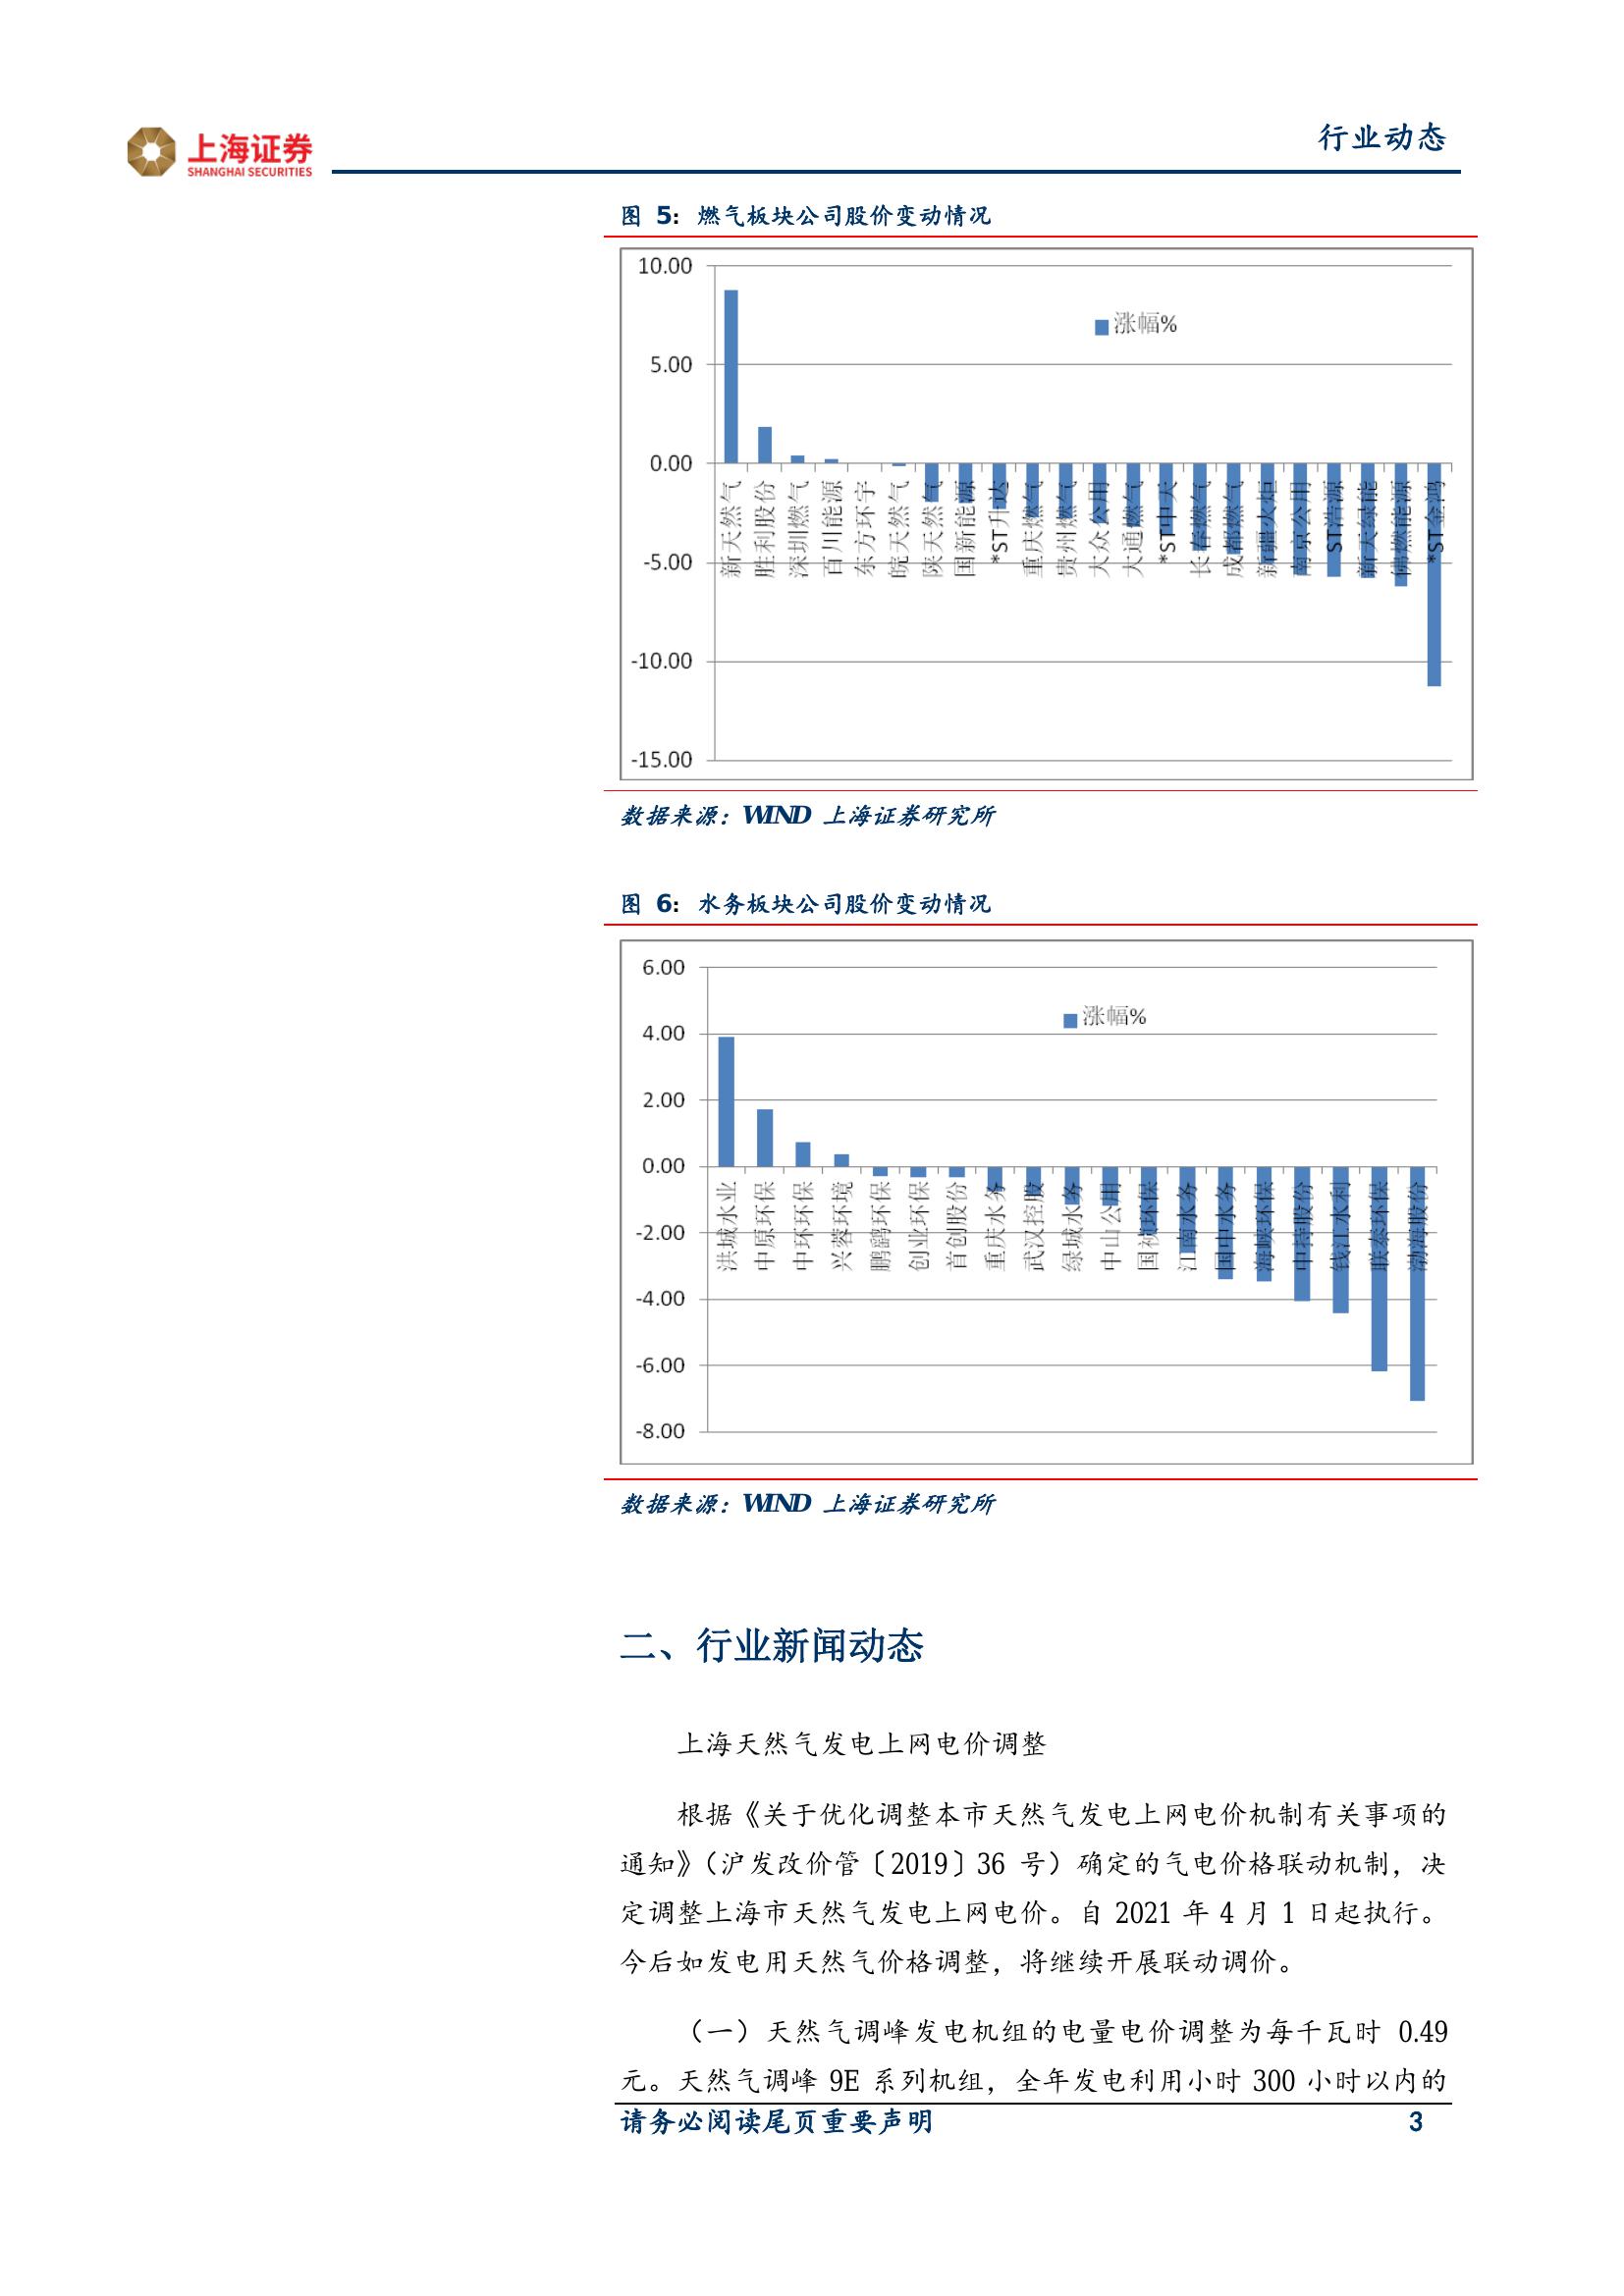 上海证券
SHANGHAI SECURITIES
行业动态
图 5: 燃气板块公司股价变动情况
10.00
5.00
0.00
-5.00
-10.00
-15.00
涨幅%
新天然气
胜利股份
深圳燃气
百川能源
东方环宇
皖天然气
陕天然气
国新能源
*ST升达
重庆燃气
贵州燃气
大众公用
大通燃气
*ST中天
长春燃气
成都燃气
新疆火炬
南京公用
ST浩源
新天绿能
佛燃能源
*ST金鸿
数据来源：WIND 上海证券研究所
图 6: 水务板块公司股价变动情况
6.00
4.00
2.00
0.00
-2.00
-4.00
-6.00
-8.00
涨幅%
洪城水业
中原环保
中环环保
兴蓉环境
鹏鹞环保
创业环保
首创股份
重庆水务
武汉控股
绿城水务
中山公用
国祯环保
江南水务
国中水务
海峡环保
中持股份
钱江水利
联泰环保
渤海股份
数据来源：WIND 上海证券研究所
二、行业新闻动态
上海天然气发电上网电价调整
根据《关于优化调整本市天然气发电上网电价机制有关事项的
通知》（沪发改价管〔2019〕36 号）确定的气电价格联动机制，决
定调整上海市天然气发电上网电价。自 2021 年 4 月 1 日起执行。
今后如发电用天然气价格调整，将继续开展联动调价。
（一）天然气调峰发电机组的电量电价调整为每千瓦时 0.49
元。天然气调峰 9E 系列机组，全年发电利用小时 300 小时以内的
请务必阅读尾页重要声明 3